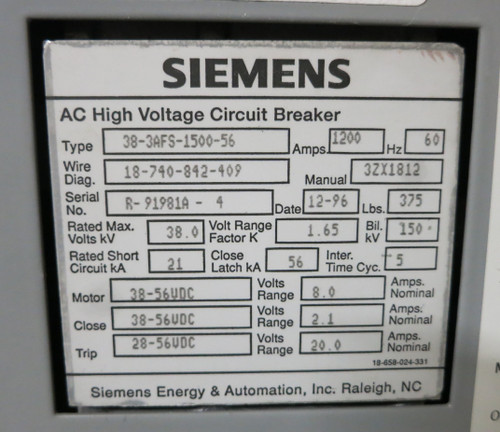 SIEMENS
AC High Voltage Circuit Breaker
Type 38-3AFS-1500-56 Amps. 1200 Hz 60
Wire Diag. 18-740-842-409 Manual 3ZX1812
Serial No. R-91981A - 4 Date 12-96 Lbs. 375
Rated Max. Volts kV 38.0 Volt Range Factor K 1.65 Bil. kV 150
Rated Short Circuit kA 21 Close Latch kA 56 Inter. Time Cyc. 5
Motor 38-56VDC Volts Range 8.0 Amps. Nominal
Close 38-56VDC Volts Range 2.1 Amps. Nominal
Trip 28-56VDC Volts Range 20.0 Amps. Nominal
18-658-024-331
Siemens Energy & Automation, Inc. Raleigh, NC